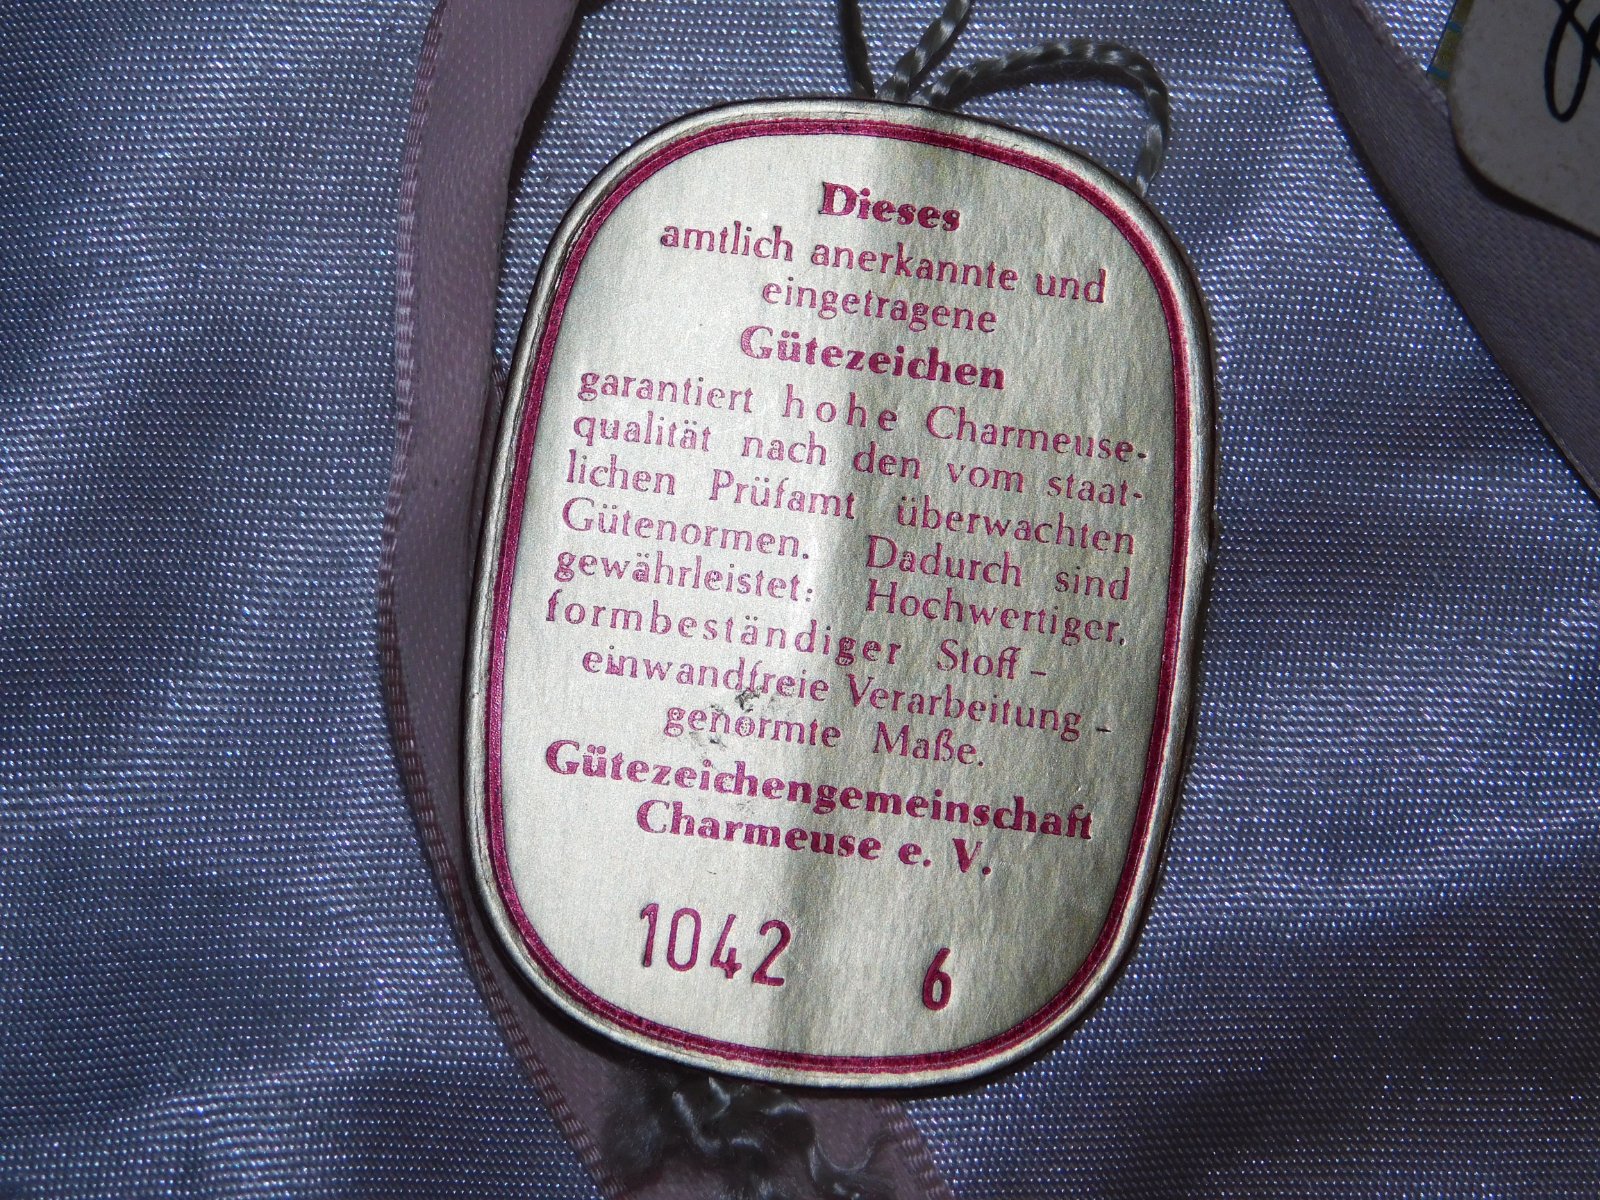 Dieses
amtlich anerkannte und
eingetragene
Gütezeichen
garantiert hohe Charmeuse-
qualität nach den vom staat-
lichen Prüfamt überwachten
Gütenormen. Dadurch sind
gewährleistet: Hochwertiger,
formbeständiger Stoff –
einwandfreie Verarbeitung –
genormte Maße.
Gütezeichengemeinschaft
Charmeuse e. V.
1042 6